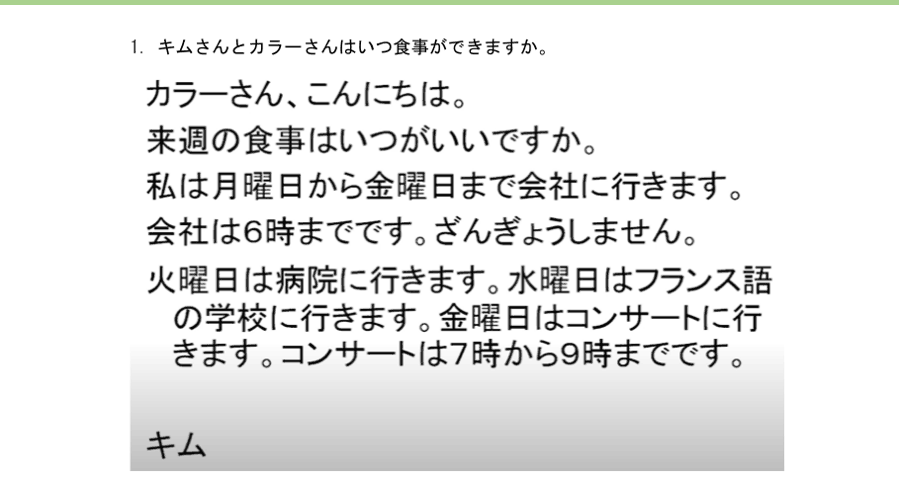 1. キムさんとカラーさんはいつ食事ができますか。
カラーさん、こんにちは。
来週の食事はいつがいいですか。
私は月曜日から金曜日まで会社に行きます。
会社は6時までです。ざんぎょうしません。
火曜日は病院に行きます。水曜日はフランス語
の学校に行きます。金曜日はコンサートに行
きます。コンサートは7時から9時までです。
キム